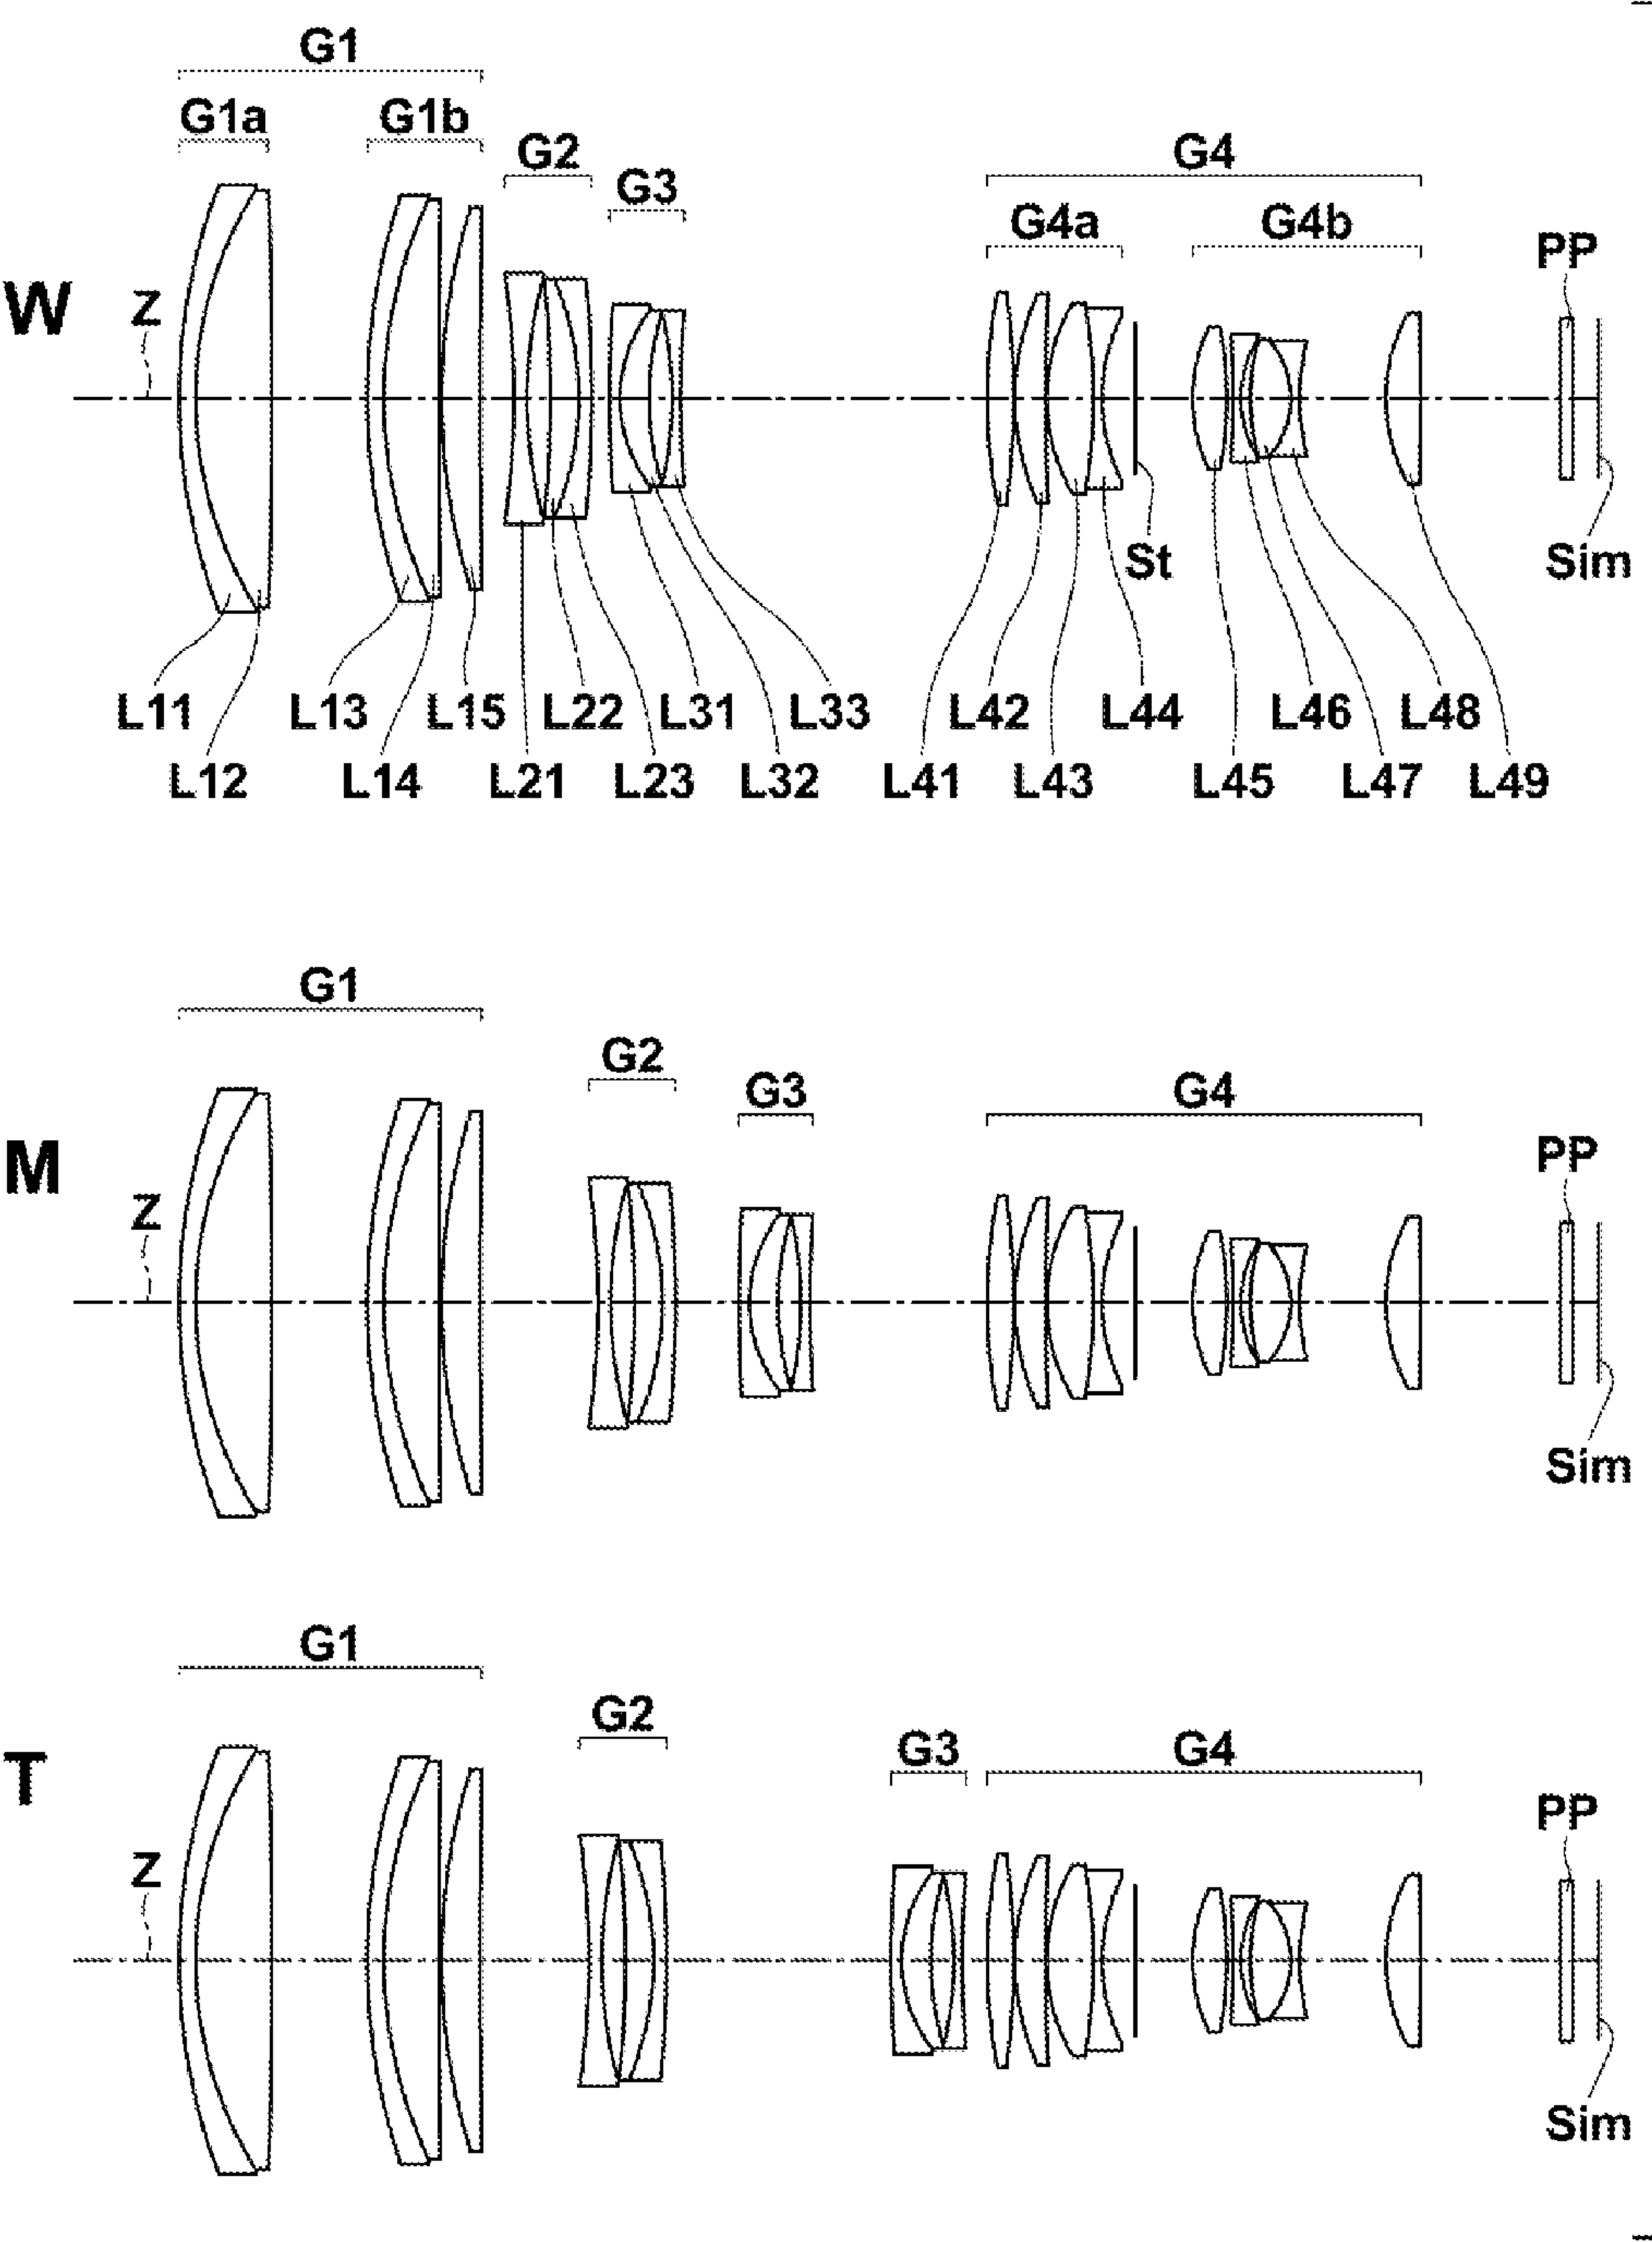 G1
G1a G1b G2 G4
G3 G4a G4b PP
W Z
St Sim
L11 L13 L15 L22 L31 L33 L42 L44 L46 L48
L12 L14 L21 L23 L32 L41 L43 L45 L47 L49
G1
G2
G3 G4
M Z PP
Sim
G1
G2
G3 G4
T PP
Z
Sim